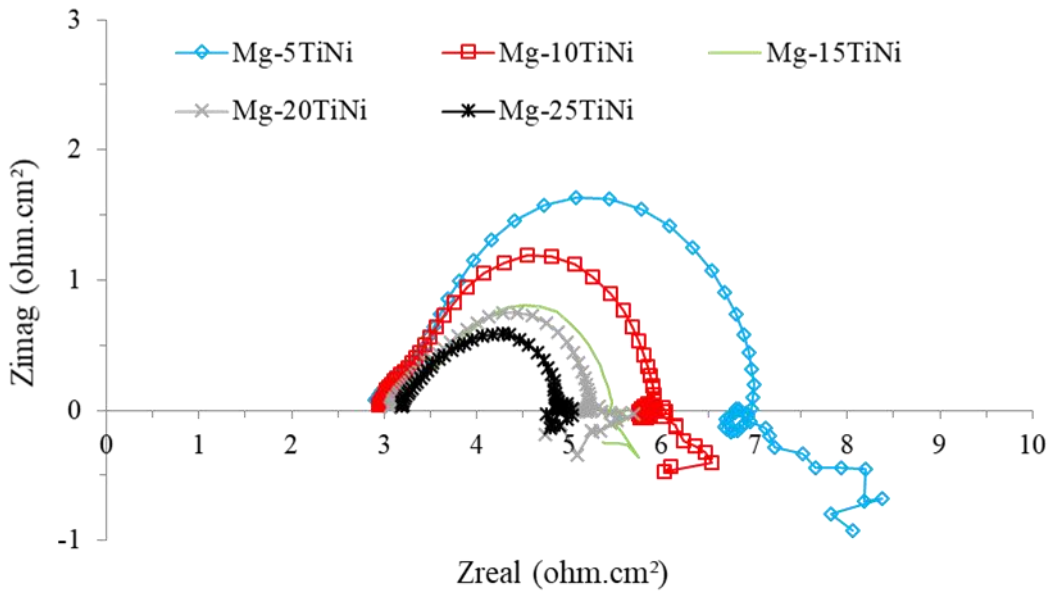 3
Mg-5TiNi Mg-10TiNi Mg-15TiNi
Mg-20TiNi Mg-25TiNi
2
Zimag (ohm.cm²)
1
0
0 1 2 3 4 5 6 7 8 9 10
-1
Zreal (ohm.cm²)